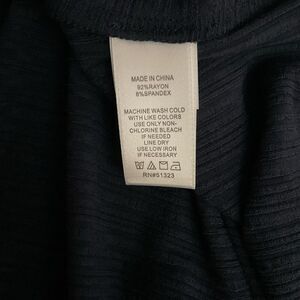 MADE IN CHINA
92%RAYON
8%SPANDEX
MACHINE WASH COLD
WITH LIKE COLORS
USE ONLY NON-
CHLORINE BLEACH
IF NEEDED
LINE DRY
USE LOW IRON
IF NECESSARY
RN#51323